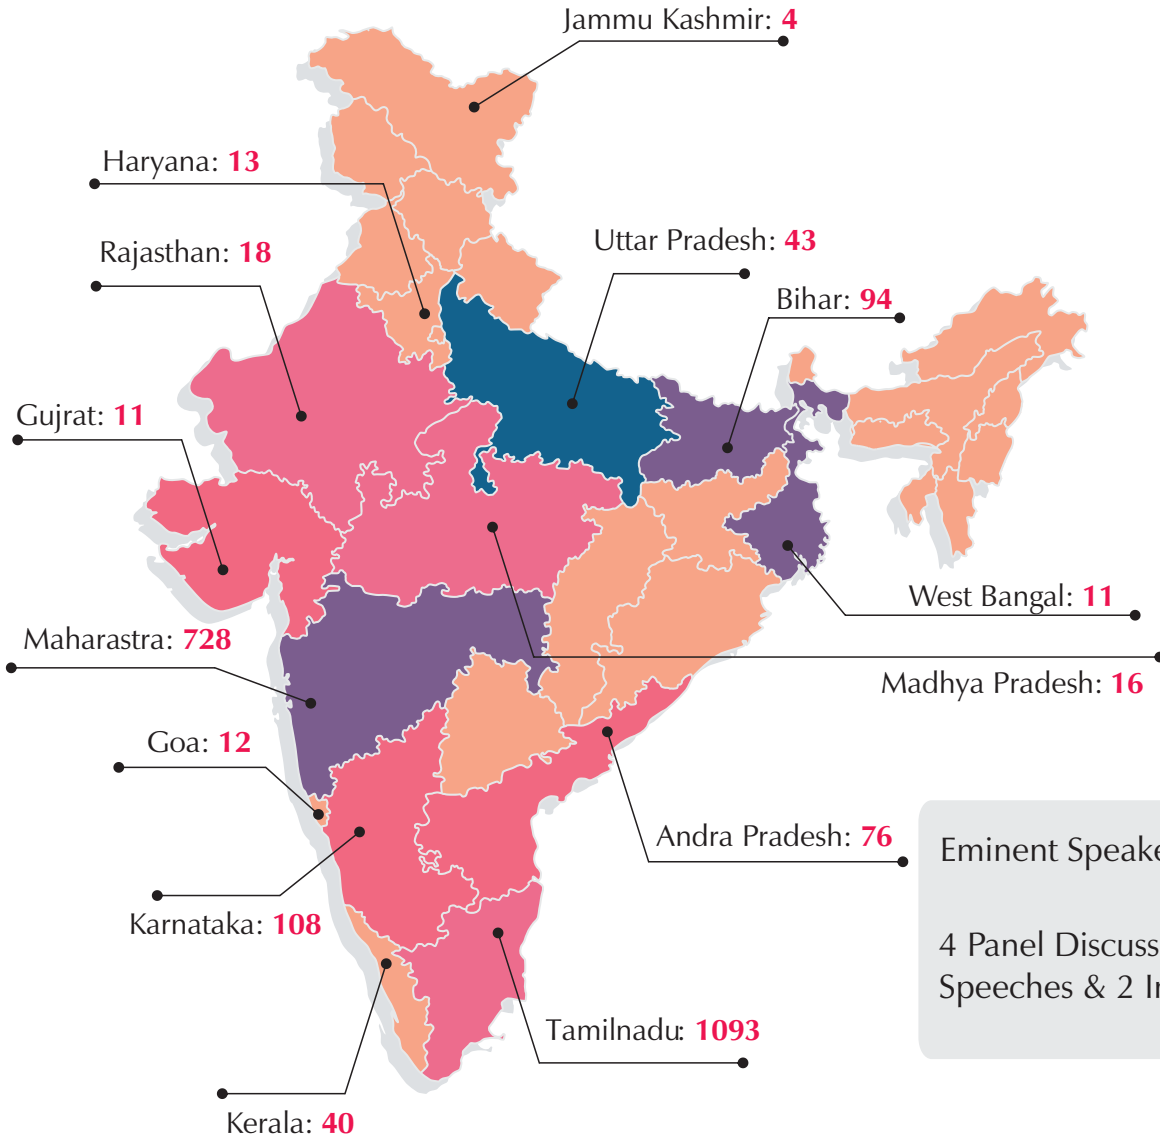 Jammu Kashmir: 4
Haryana: 13
Uttar Pradesh: 43
Rajasthan: 18
Bihar: 94
Gujrat: 11
West Bangal: 11
Maharastra: 728
Madhya Pradesh: 16
Goa: 12
Andra Pradesh: 76
Eminent Speake
Karnataka: 108
4 Panel Discuss
Speeches & 2 I
Tamilnadu: 1093
Kerala: 40